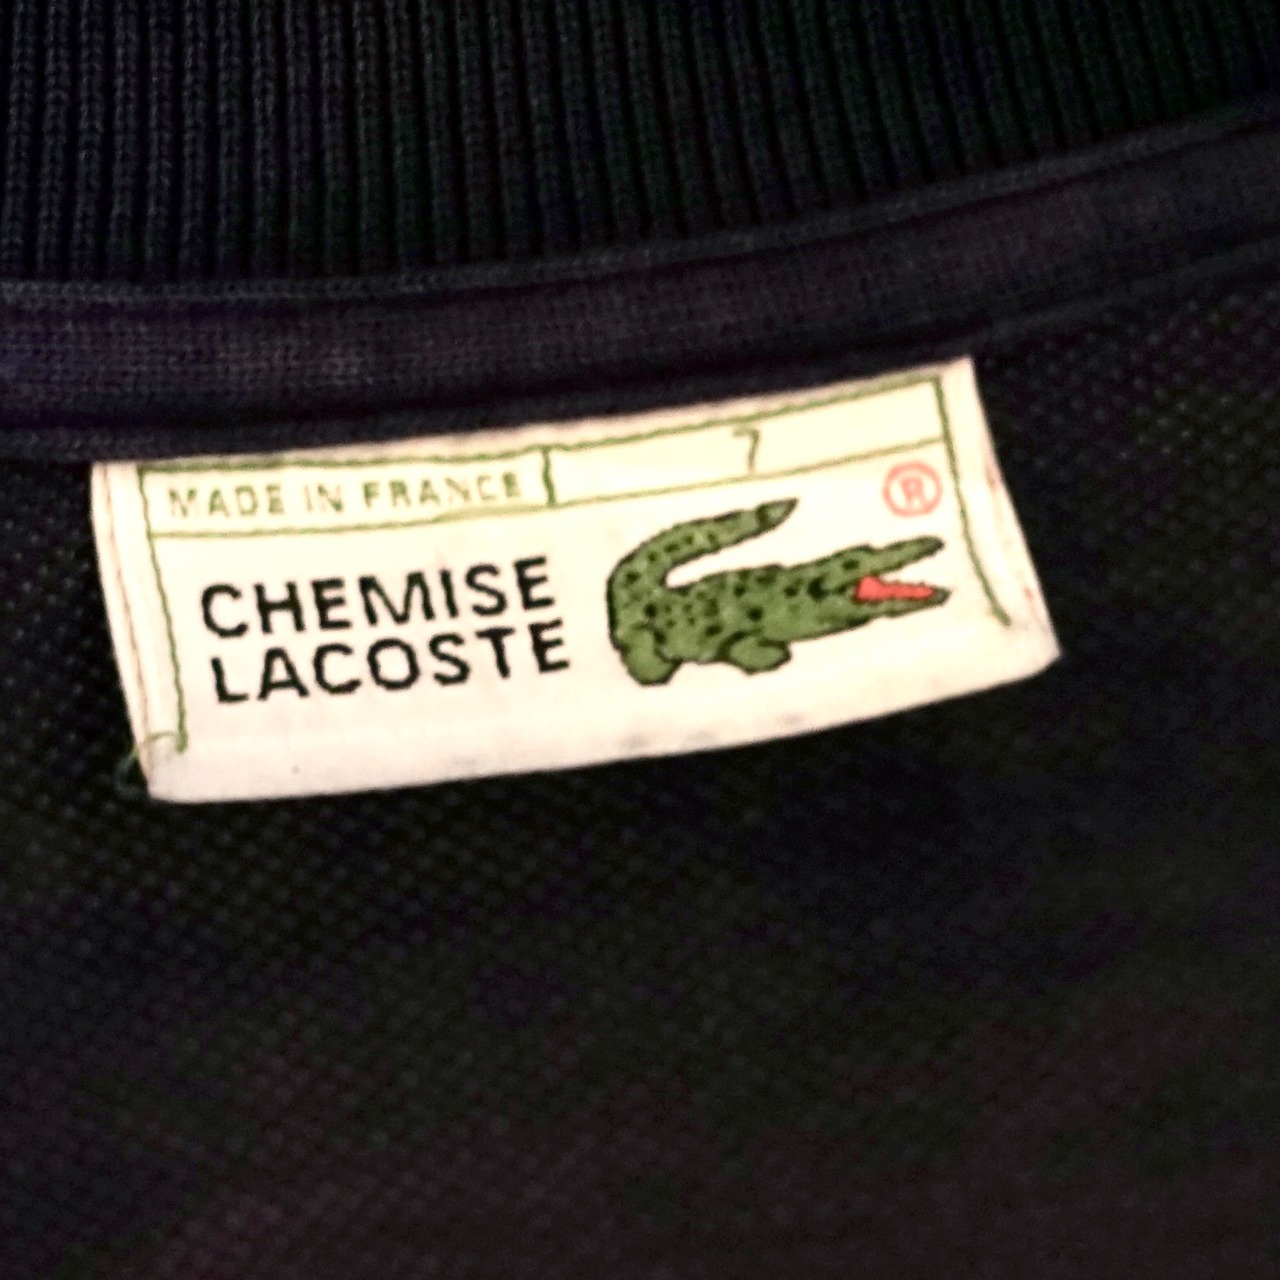 MADE IN FRANCE 7
®
CHEMISE
LACOSTE